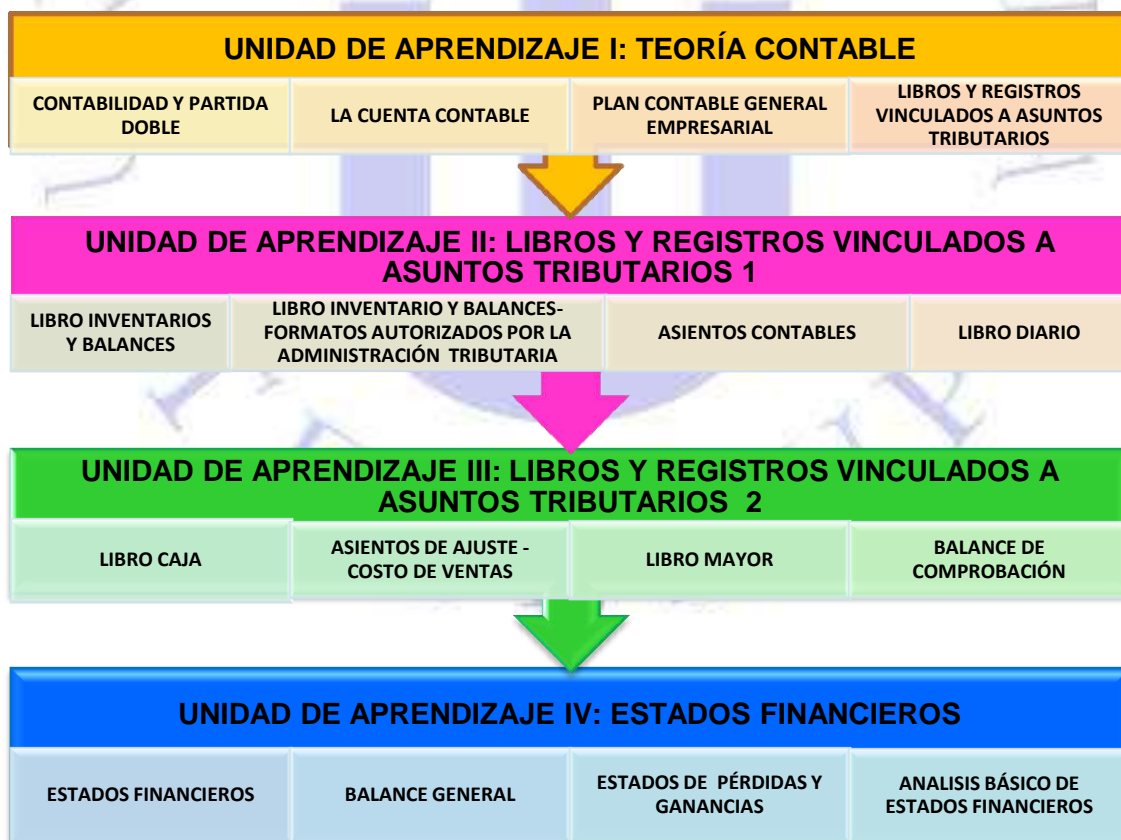 UNIDAD DE APRENDIZAJE I: TEORÍA CONTABLE
CONTABILIDAD Y PARTIDA
DOBLE
LA CUENTA CONTABLE
PLAN CONTABLE GENERAL
EMPRESARIAL
LIBROS Y REGISTROS
VINCULADOS A ASUNTOS
TRIBUTARIOS
UNIDAD DE APRENDIZAJE II: LIBROS Y REGISTROS VINCULADOS A
ASUNTOS TRIBUTARIOS 1
LIBRO INVENTARIOS
Y BALANCES
LIBRO INVENTARIO Y BALANCES-
FORMATOS AUTORIZADOS POR LA
ADMINISTRACIÓN TRIBUTARIA
ASIENTOS CONTABLES
LIBRO DIARIO
UNIDAD DE APRENDIZAJE III: LIBROS Y REGISTROS VINCULADOS A
ASUNTOS TRIBUTARIOS 2
LIBRO CAJA
ASIENTOS DE AJUSTE -
COSTO DE VENTAS
LIBRO MAYOR
BALANCE DE
COMPROBACIÓN
UNIDAD DE APRENDIZAJE IV: ESTADOS FINANCIEROS
ESTADOS FINANCIEROS
BALANCE GENERAL
ESTADOS DE PÉRDIDAS Y
GANANCIAS
ANALISIS BÁSICO DE
ESTADOS FINANCIEROS